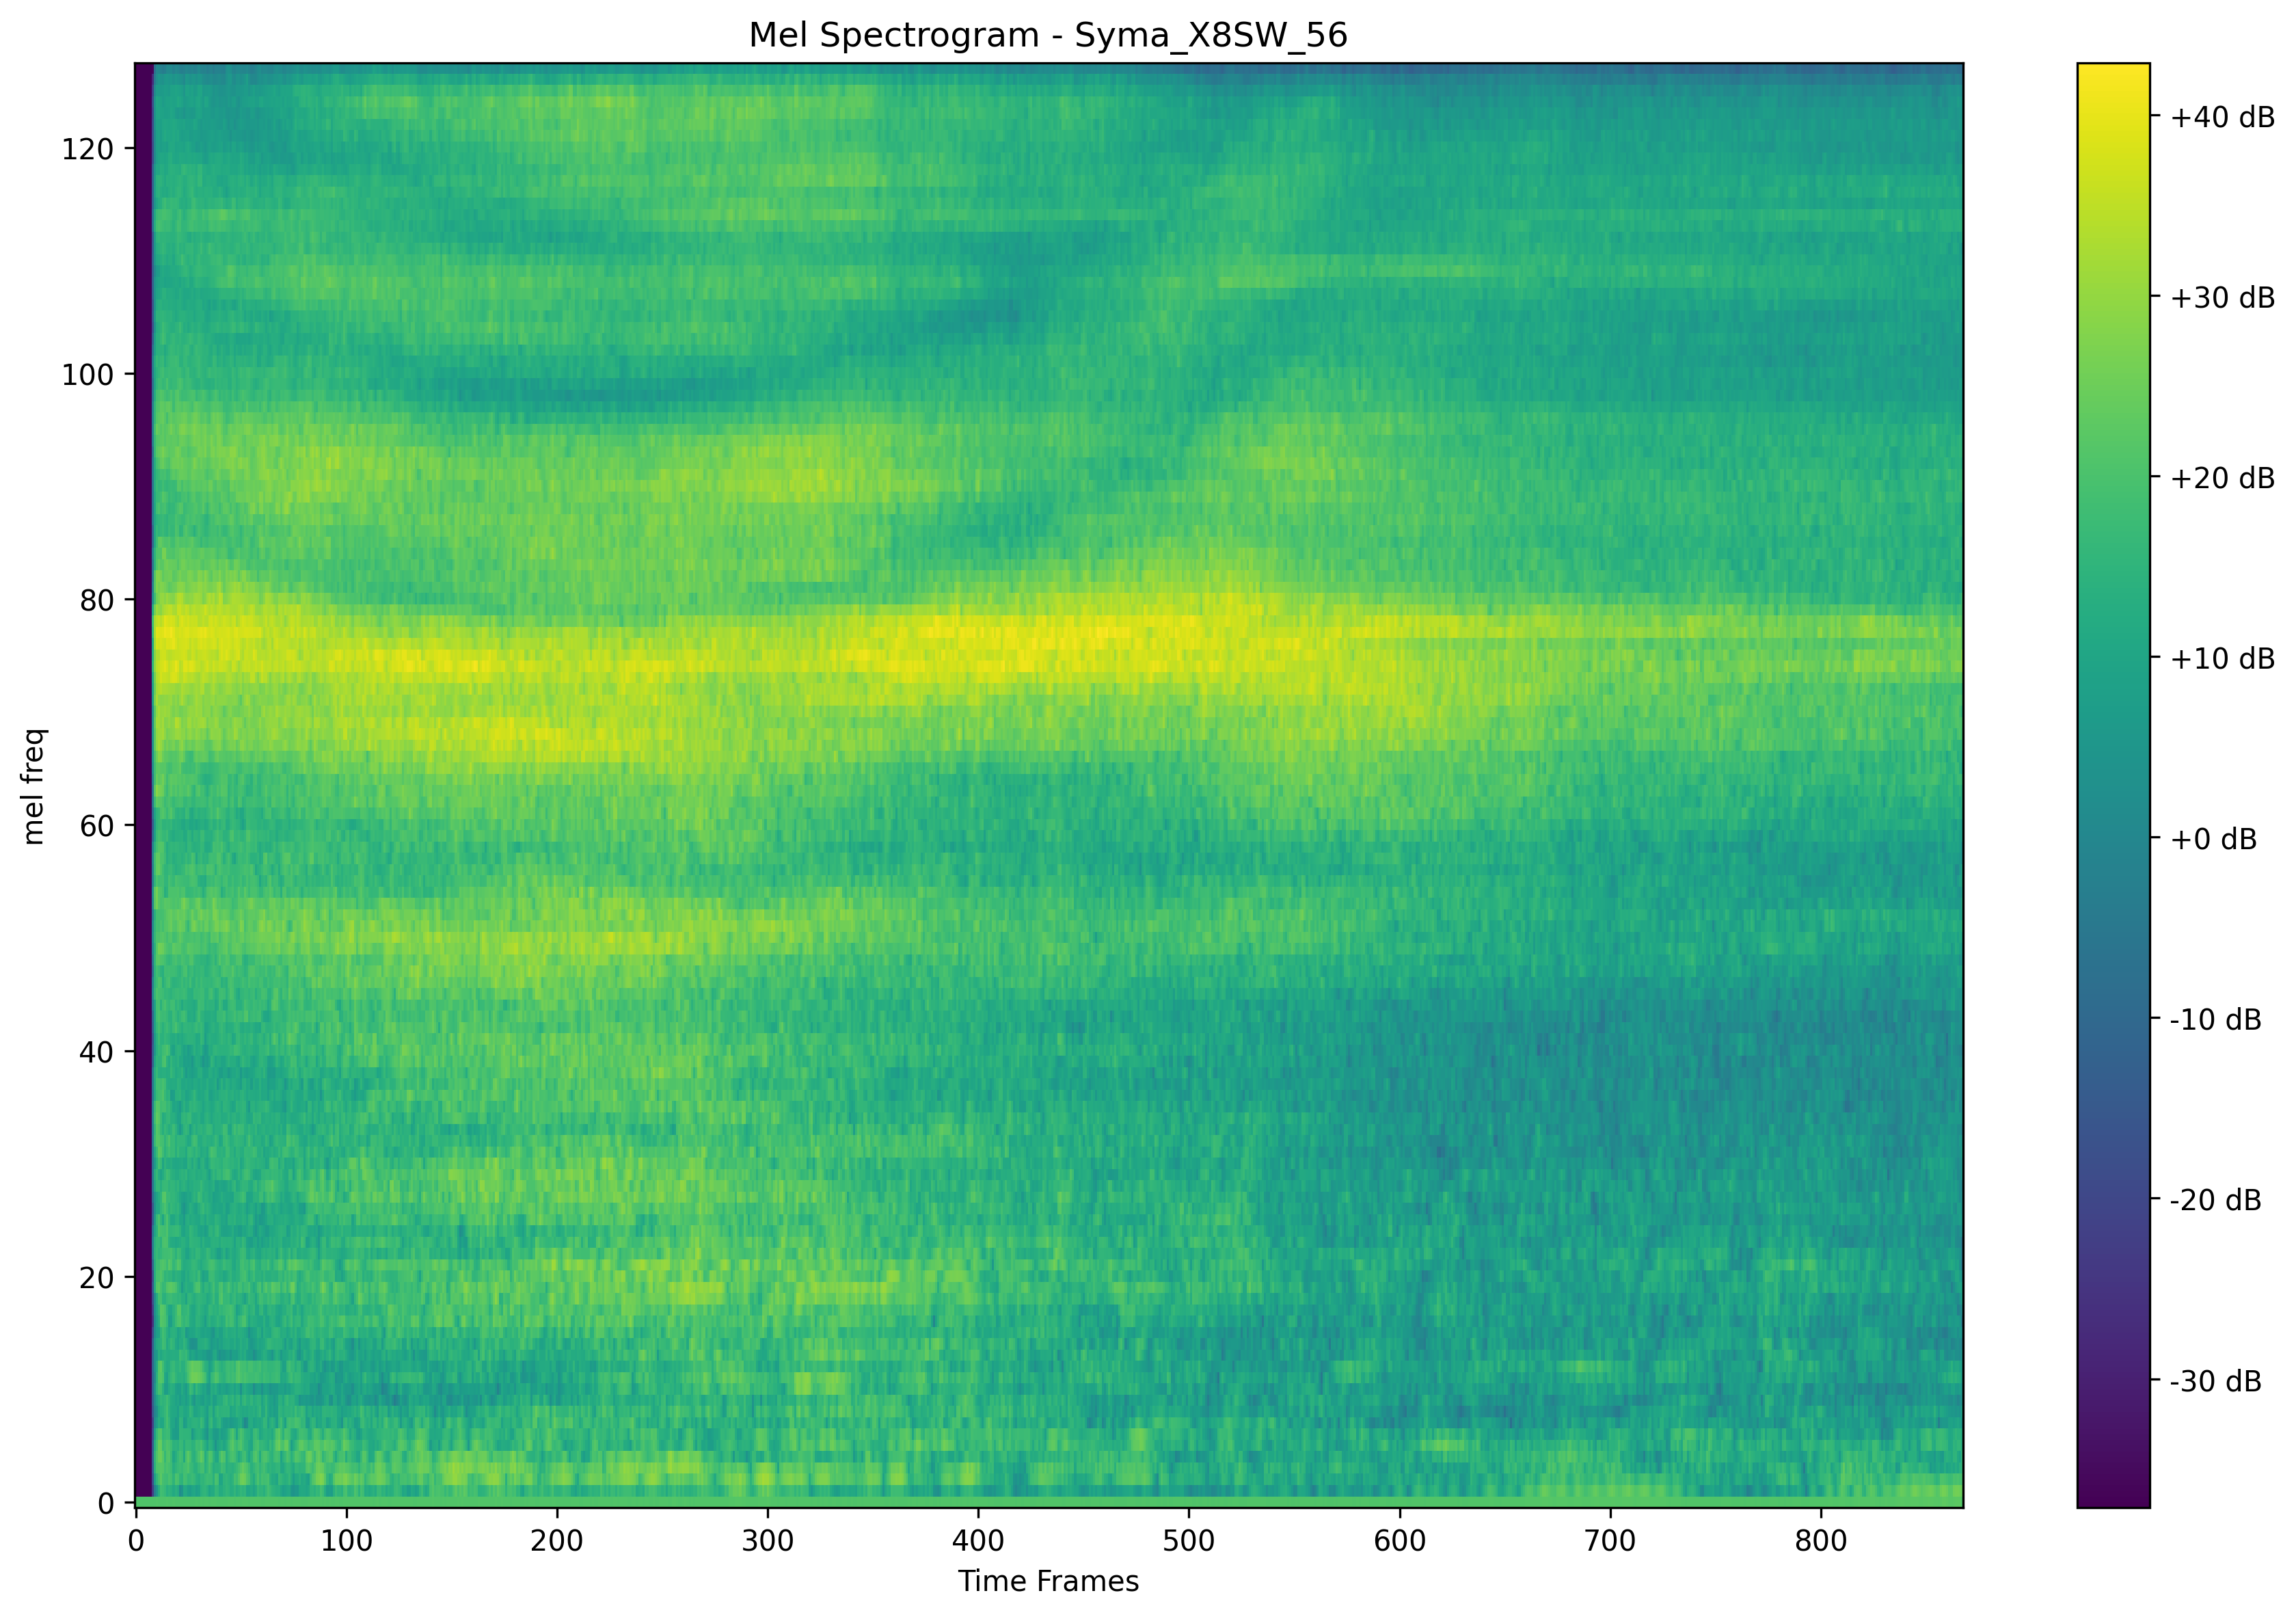 Mel Spectrogram - Syma_X8SW_56
mel freq
120
100
80
60
40
20
0
0 100 200 300 400 500 600 700 800
Time Frames
+40 dB
+30 dB
+20 dB
+10 dB
+0 dB
-10 dB
-20 dB
-30 dB